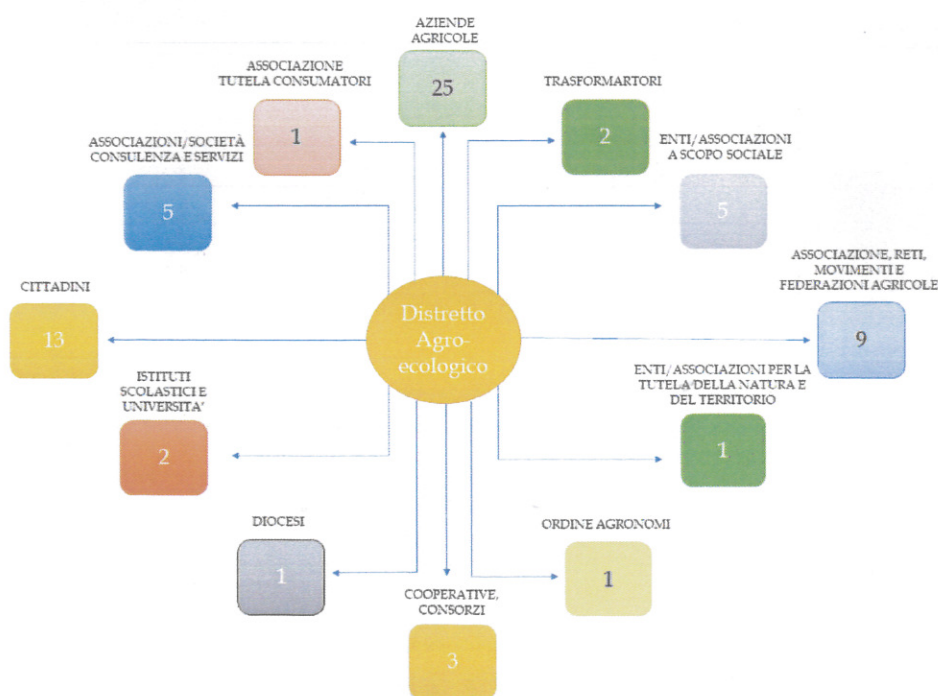 AZIENDE
AGRICOLE
25
ASSOCIAZIONE
TUTELA CONSUMATORI
1
TRASFORMARTORI
2
ASSOCIAZIONI/SOCIETÀ
CONSULENZA E SERVIZI
5
ENTI/ASSOCIAZIONI
A SCOPO SOCIALE
5
ASSOCIAZIONE, RETI,
MOVIMENTI E
FEDERAZIONI AGRICOLE
9
CITTADINI
13
Distretto
Agro-
ecologico
ISTITUTI
SCOLASTICI E
UNIVERSITA'
2
ENTI/ASSOCIAZIONI PER LA
TUTELA DELLA NATURA E
DEL TERRITORIO
1
DIOCESI
1
ORDINE AGRONOMI
1
COOPERATIVE,
CONSORZI
3